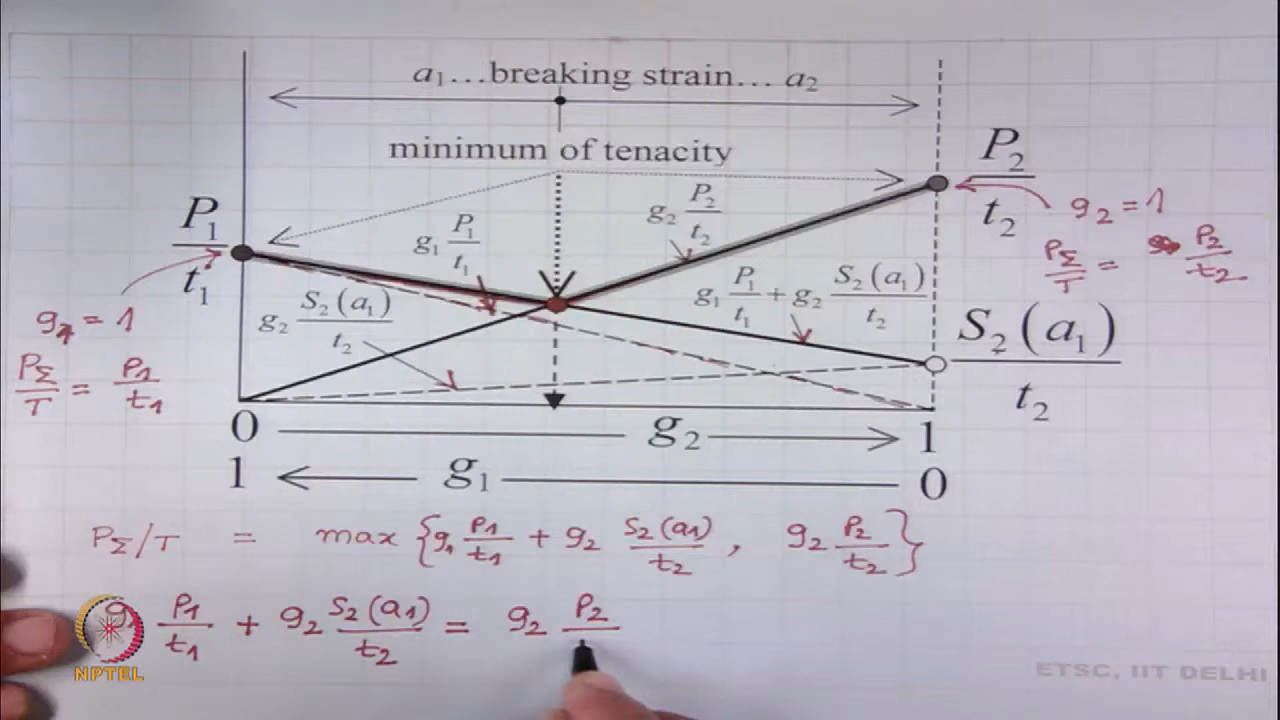 a₁...breaking strain... a₂
minimum of tenacity
P₁/t₁
g₁ P₁/t₁
g₂ P₂/t₂
P₂/t₂
g₂ = 1
P_Σ/T = P₂/t₂
g₂ S₂(a₁)/t₂
g₁ P₁/t₁ + g₂ S₂(a₁)/t₂
S₂(a₁)/t₂
g₁ = 1
P_Σ/T = P₁/t₁
0 g₂ 1
1 g₁ 0
P_Σ/T = max {g₁ P₁/t₁ + g₂ S₂(a₁)/t₂ , g₂ P₂/t₂}
g₁ P₁/t₁ + g₂ S₂(a₁)/t₂ = g₂ P₂
NPTEL
ETSC, IIT DELHI